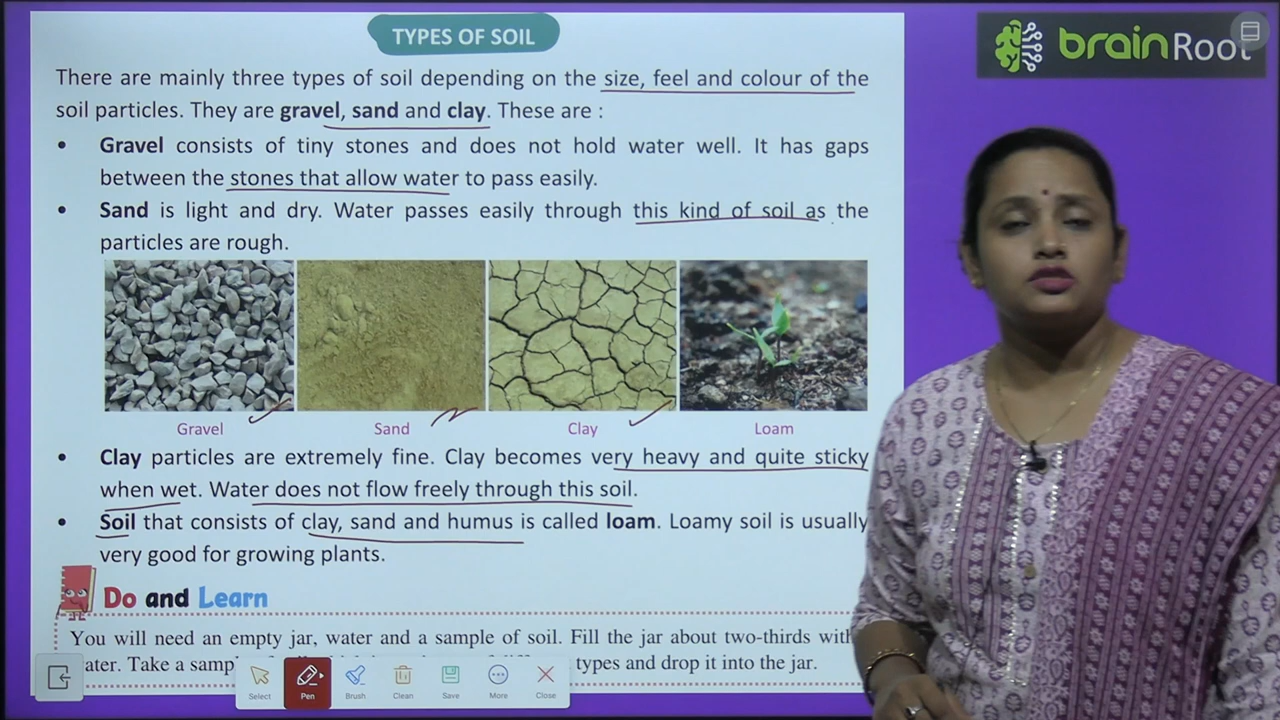 TYPES OF SOIL
brainRoot
There are mainly three types of soil depending on the size, feel and colour of the
soil particles. They are gravel, sand and clay. These are :
• Gravel consists of tiny stones and does not hold water well. It has gaps
between the stones that allow water to pass easily.
• Sand is light and dry. Water passes easily through this kind of soil as the
particles are rough.
Gravel Sand Clay Loam
• Clay particles are extremely fine. Clay becomes very heavy and quite sticky
when wet. Water does not flow freely through this soil.
• Soil that consists of clay, sand and humus is called loam. Loamy soil is usually
very good for growing plants.
Do and Learn
You will need an empty jar, water and a sample of soil. Fill the jar about two-thirds with
ater. Take a sampl types and drop it into the jar.
Select Pen Brush Clean Save More Close